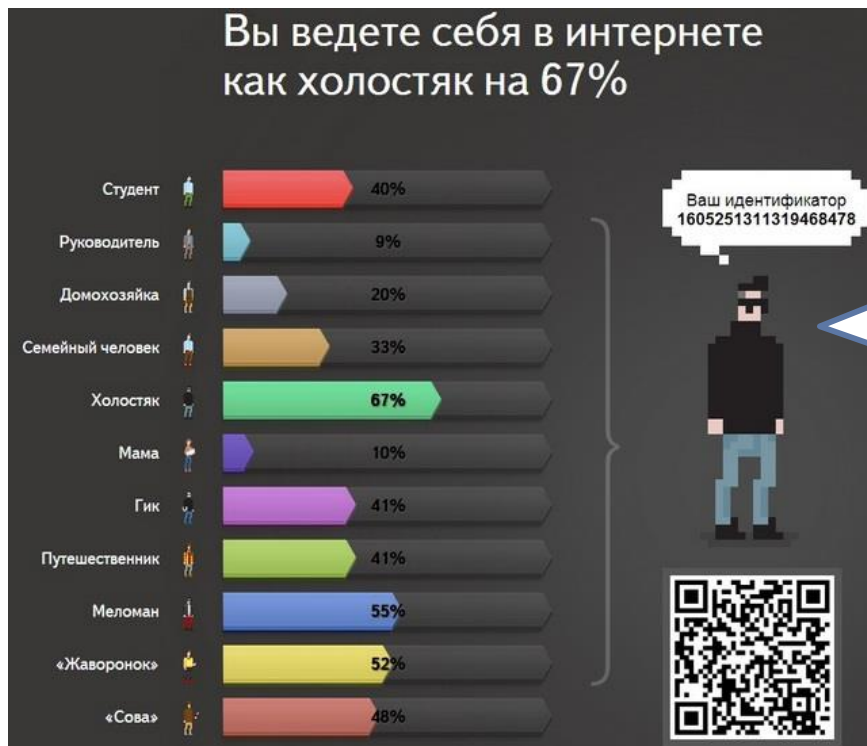 Вы ведете себя в интернете
как холостяк на 67%
Студент 40%
Руководитель 9%
Домохозяйка 20%
Семейный человек 33%
Холостяк 67%
Мама 10%
Гик 41%
Путешественник 41%
Меломан 55%
«Жаворонок» 52%
«Сова» 48%
Ваш идентификатор
1605251311319468478